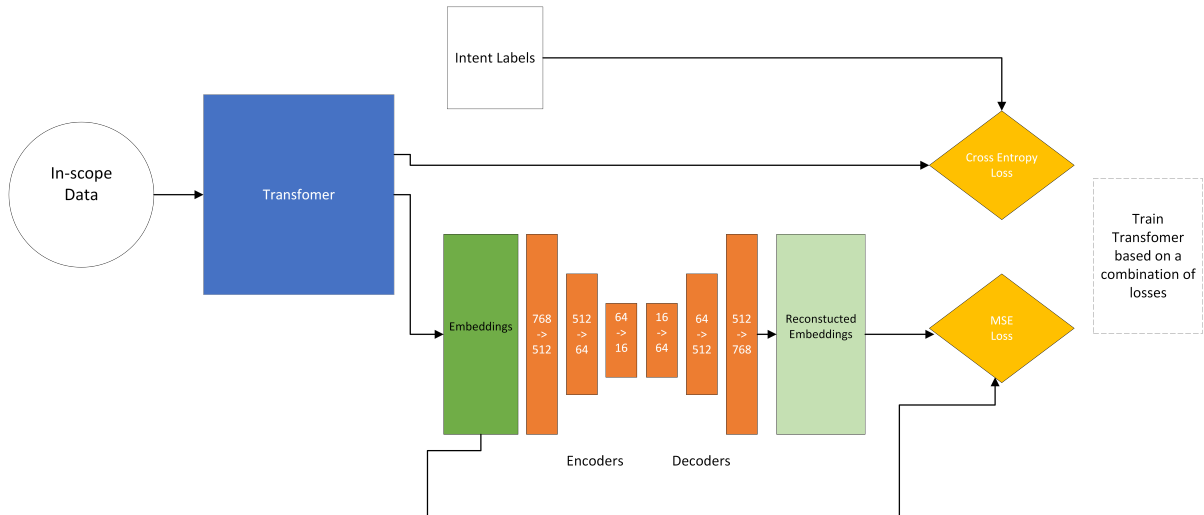 Intent Labels
In-scope
Data
Transfomer
Cross Entropy
Loss
Train
Transfomer
based on a
combination of
losses
Embeddings
768
->
512
512
->
64
64
->
16
16
->
64
64
->
512
512
->
768
Reconstucted
Embeddings
MSE
Loss
Encoders
Decoders